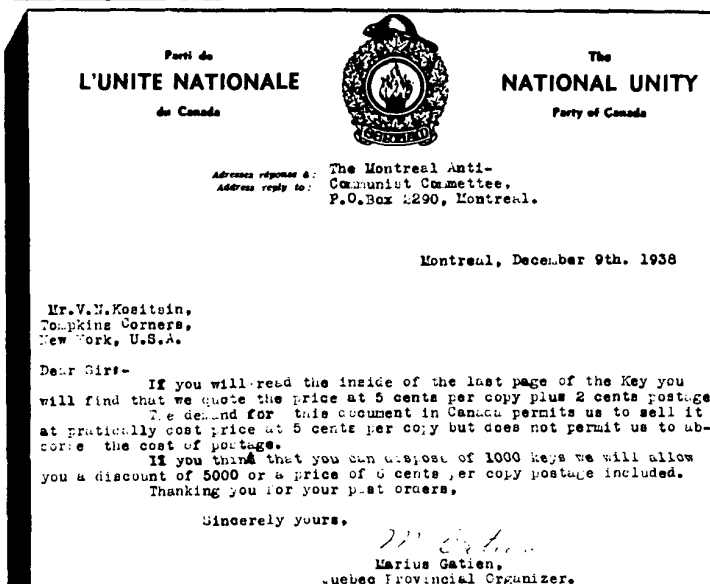 Parti de
L'UNITE NATIONALE
du Canada
The
NATIONAL UNITY
Party of Canada
SERVIAM
Adresses réponse à:
Address reply to:
The Montreal Anti-
Communist Commettee,
P.O.Box 2290, Montreal.
Montreal, December 9th. 1938
Mr.V.N.Kositsin,
Tompkins Corners,
New York, U.S.A.
Dear Sir:-
If you will read the inside of the last page of the Key you
will find that we quote the price at 5 cents per copy plus 2 cents postage
The demand for this document in Canada permits us to sell it
at pratically cost price at 5 cents per copy but does not permit us to ab-
sorbe the cost of postage.
If you think that you can dispose of 1000 keys we will allow
you a discount of 5000 or a price of 6 cents per copy postage included.
Thanking you for your past orders,
Sincerely yours,
Marius Gatien,
Quebec Provincial Organizer.